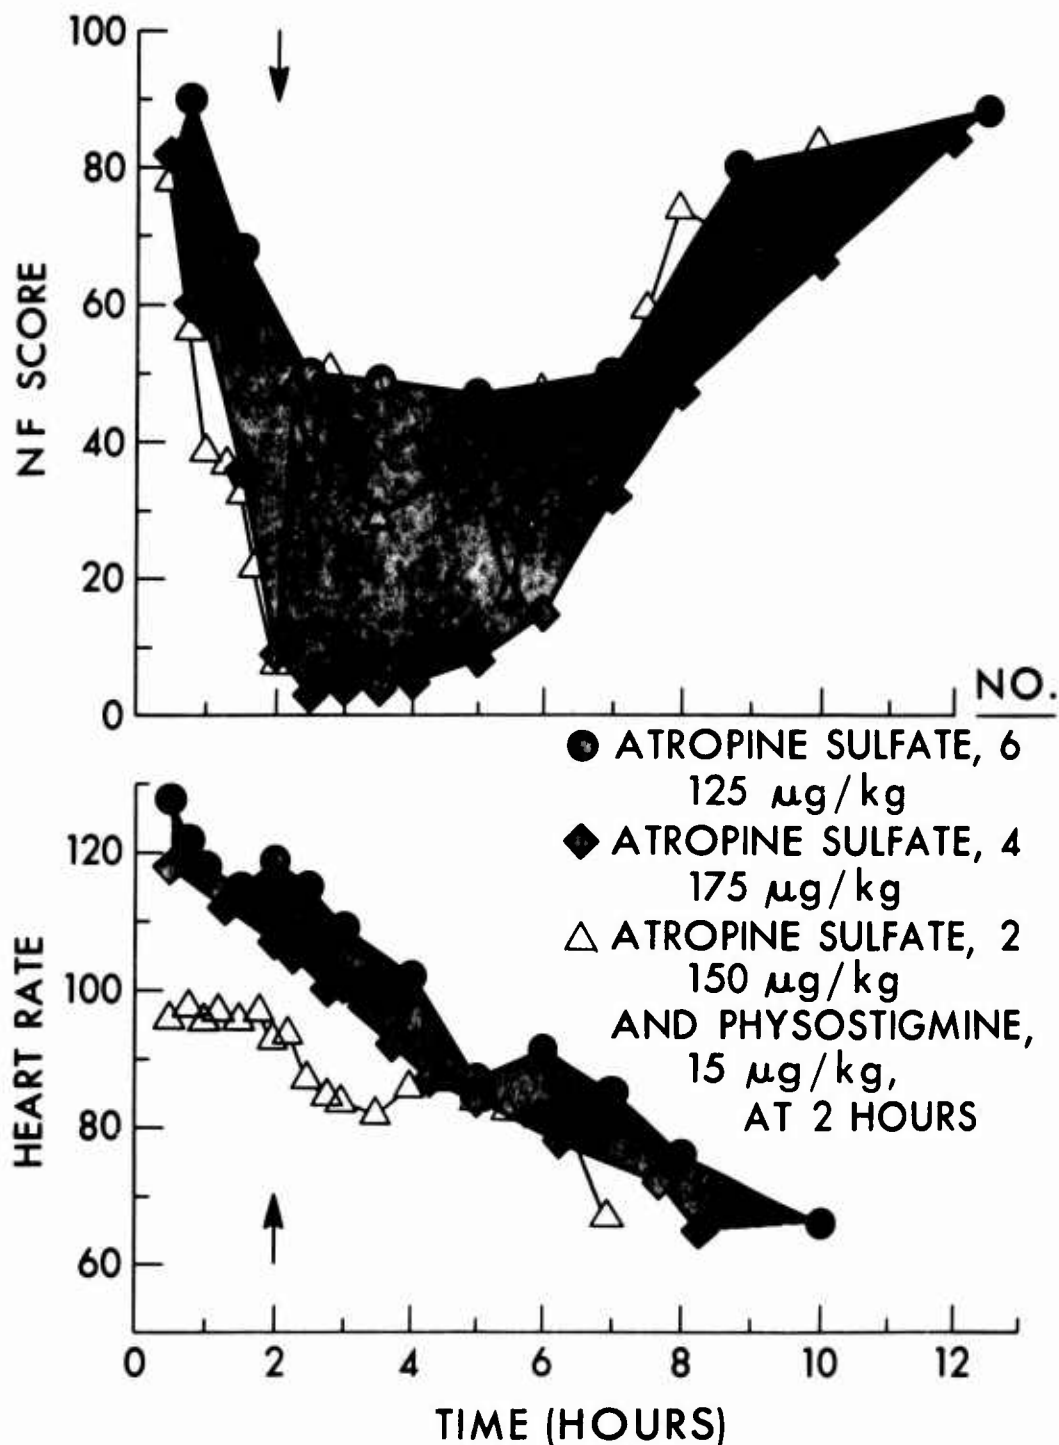 100
80
60
40
20
0
NF SCORE
NO.
● ATROPINE SULFATE, 6
125 μg/kg
◆ ATROPINE SULFATE, 4
175 μg/kg
△ ATROPINE SULFATE, 2
150 μg/kg
AND PHYSOSTIGMINE,
15 μg/kg,
AT 2 HOURS
120
100
80
60
HEART RATE
0 2 4 6 8 10 12
TIME (HOURS)